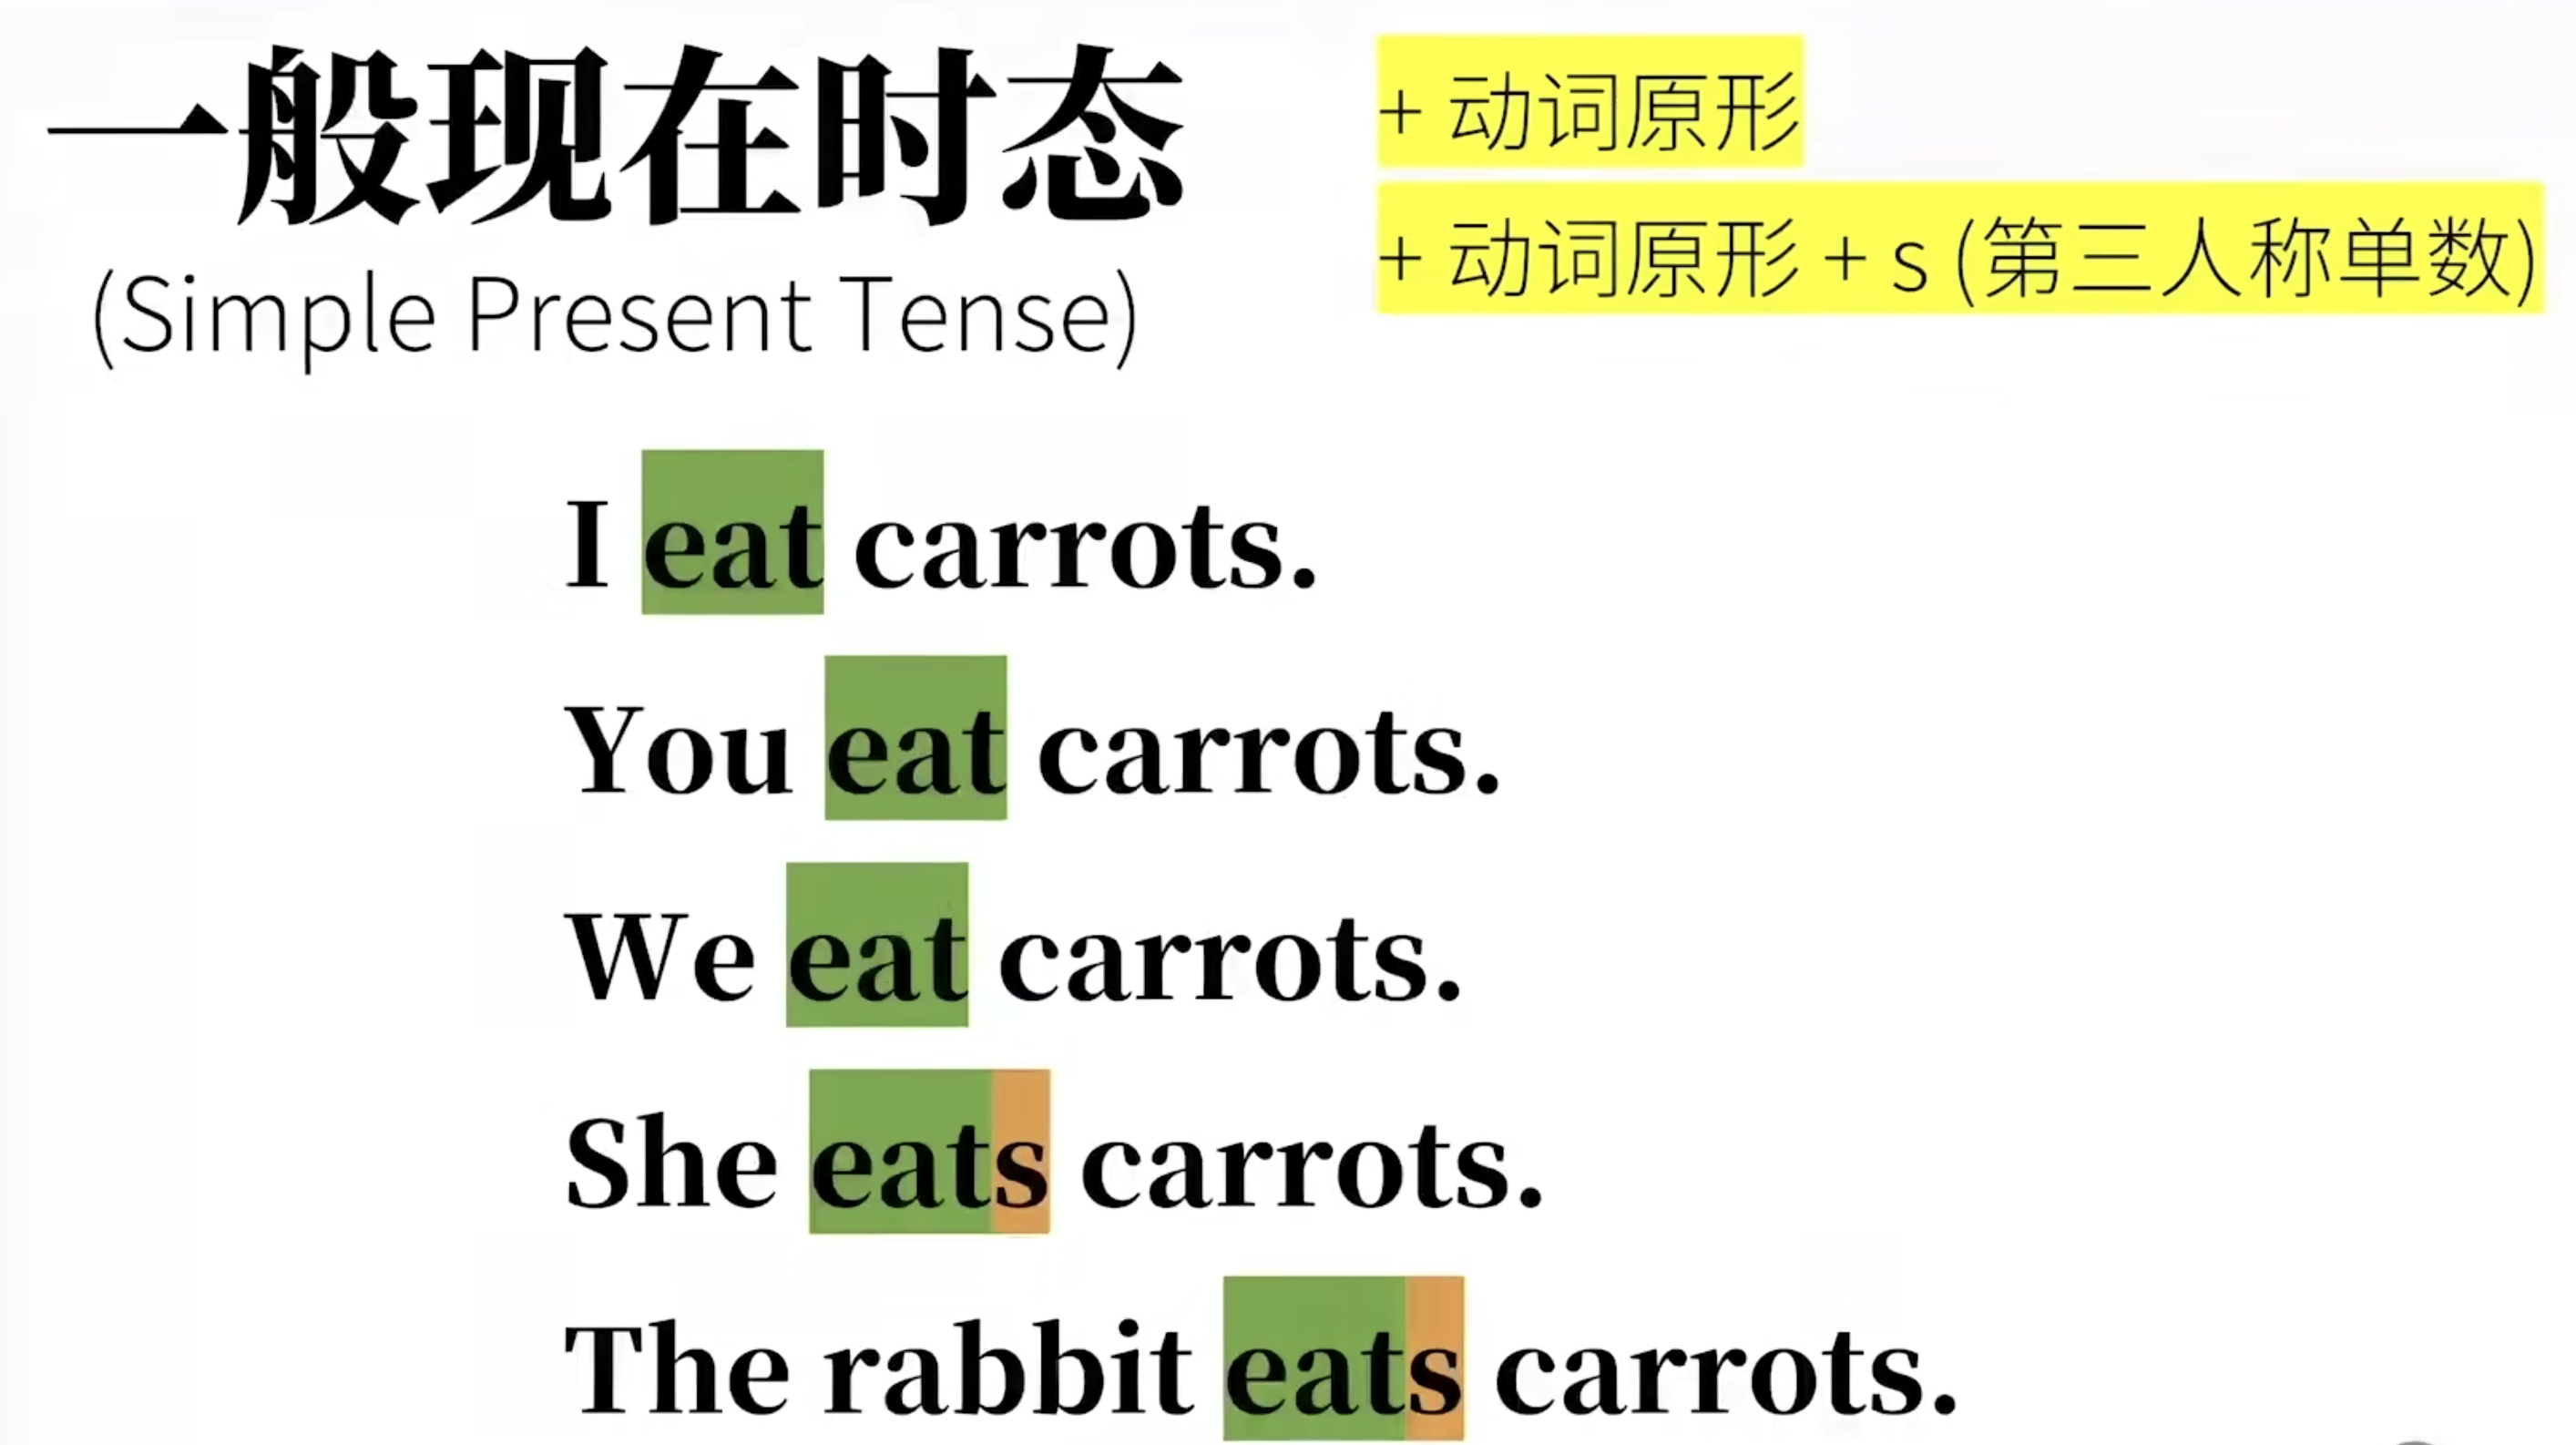 一般现在时态
(Simple Present Tense)
+ 动词原形
+ 动词原形 + s (第三人称单数)
I eat carrots.
You eat carrots.
We eat carrots.
She eats carrots.
The rabbit eats carrots.